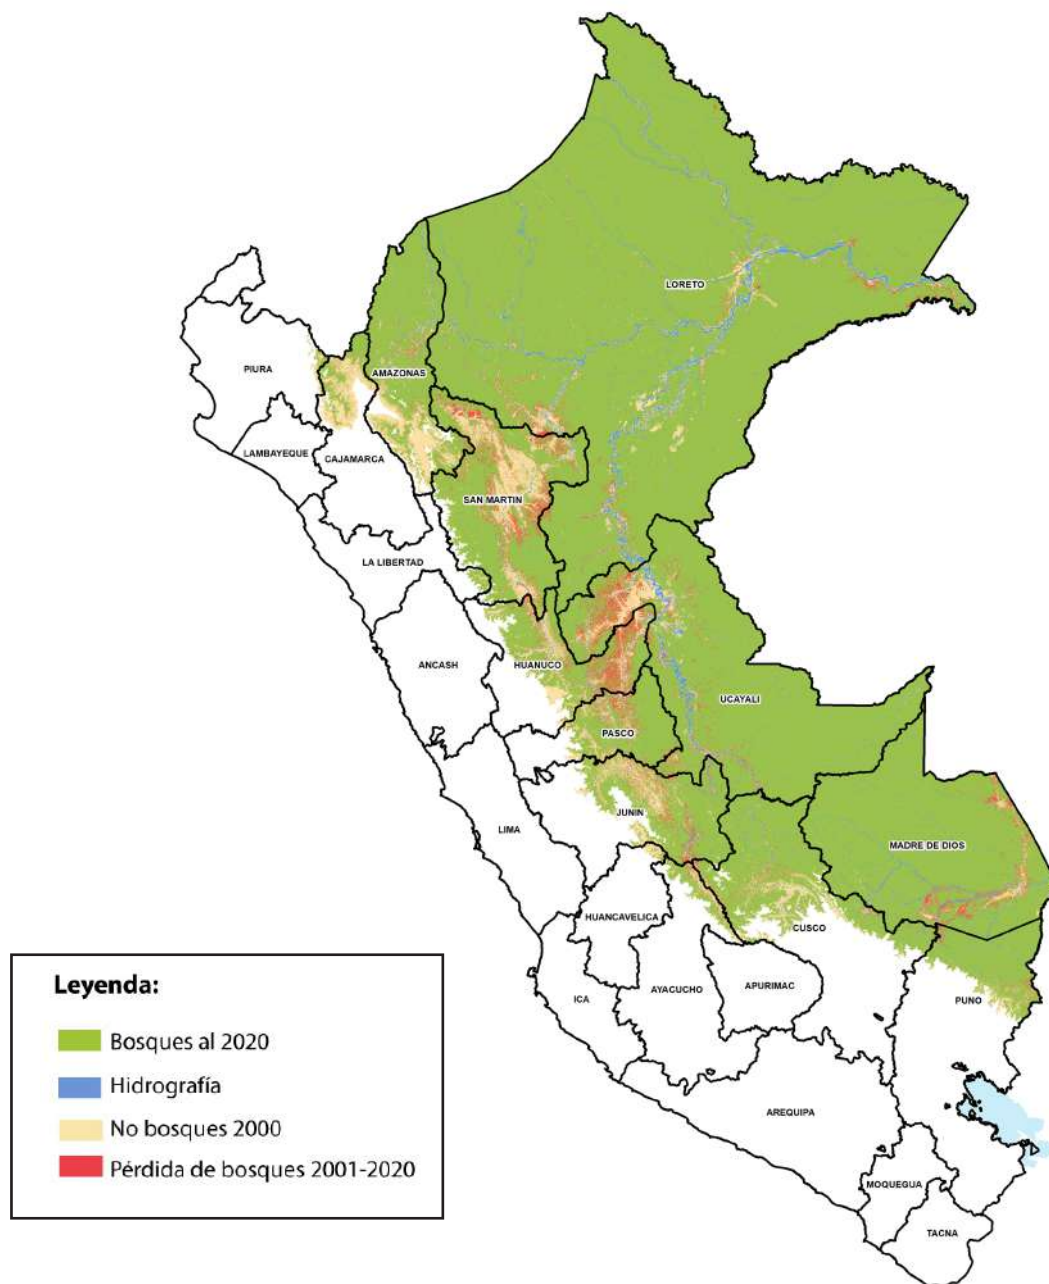 LORETO
AMAZONAS
PIURA
LAMBAYEQUE
CAJAMARCA
SAN MARTIN
LA LIBERTAD
ANCASH
HUANUCO
UCAYALI
PASCO
LIMA
JUNIN
MADRE DE DIOS
HUANCAVELICA
CUSCO
ICA
AYACUCHO
APURIMAC
PUNO
AREQUIPA
MOQUEGUA
TACNA
Leyenda:
Bosques al 2020
Hidrografía
No bosques 2000
Pérdida de bosques 2001-2020